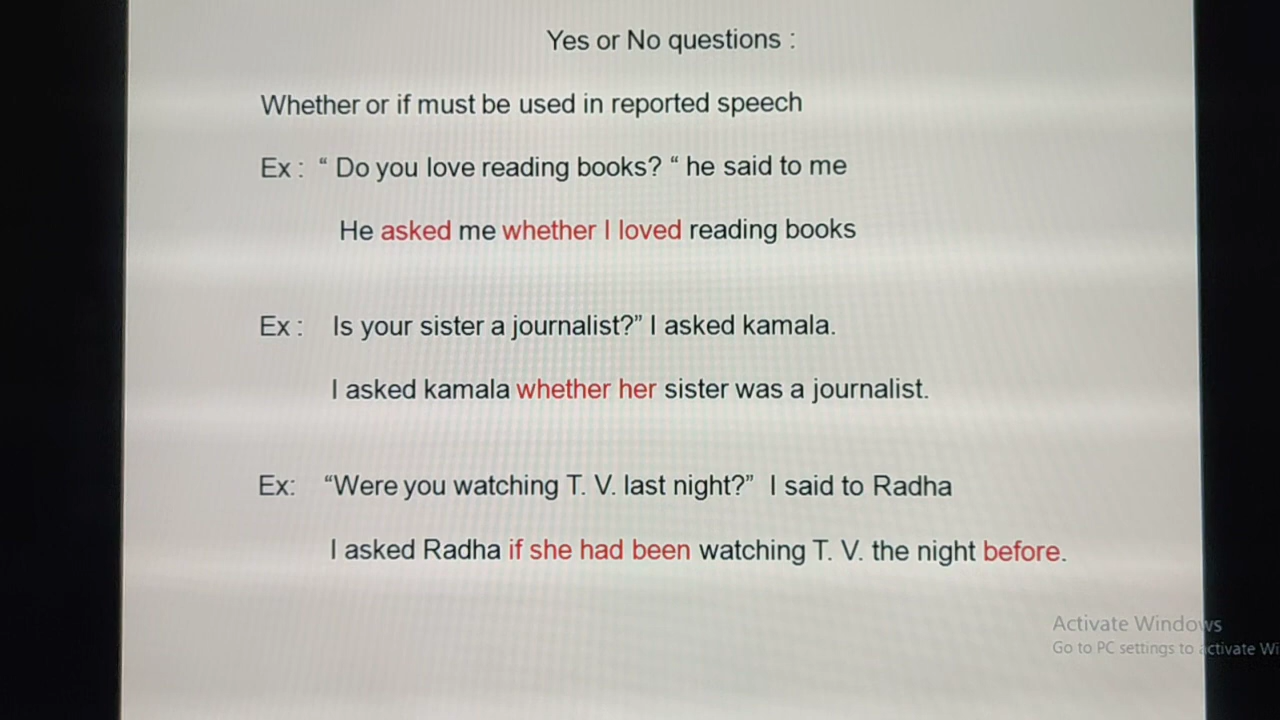 Yes or No questions :
Whether or if must be used in reported speech
Ex : “ Do you love reading books? “ he said to me
He asked me whether I loved reading books
Ex : Is your sister a journalist?” I asked kamala.
I asked kamala whether her sister was a journalist.
Ex: “Were you watching T. V. last night?” I said to Radha
I asked Radha if she had been watching T. V. the night before.
Activate Windows
Go to PC settings to activate Wi